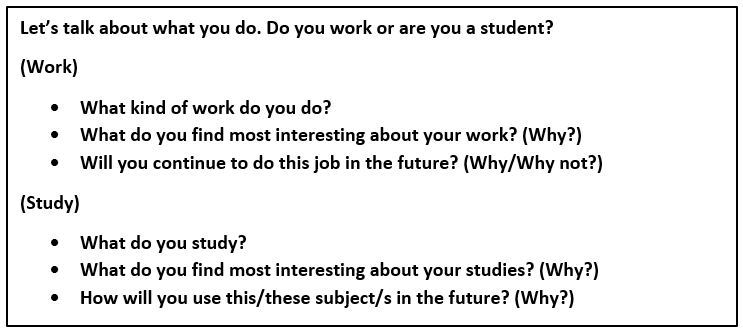 Let’s talk about what you do. Do you work or are you a student?
(Work)
• What kind of work do you do?
• What do you find most interesting about your work? (Why?)
• Will you continue to do this job in the future? (Why/Why not?)
(Study)
• What do you study?
• What do you find most interesting about your studies? (Why?)
• How will you use this/these subject/s in the future? (Why?)